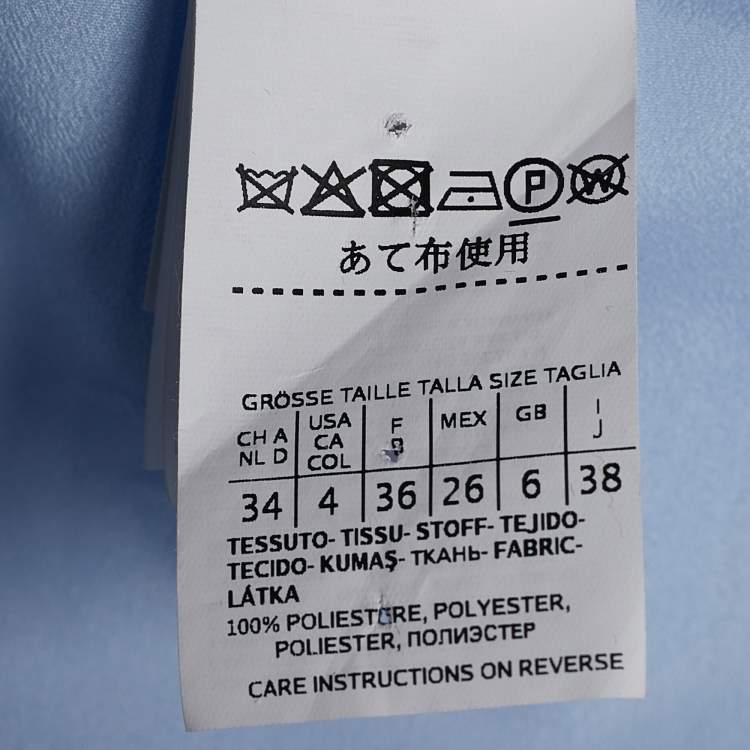 P W
あて布使用
GRÖSSE TAILLE TALLA SIZE TAGLIA
CH A NL D USA CA COL F B MEX GB I J
34 4 36 26 6 38
TESSUTO- TISSU- STOFF- TEJIDO-
TECIDO- KUMAŞ- ТКАНЬ- FABRIC-
LÁTKA
100% POLIESTERE, POLYESTER,
POLIESTER, ПОЛИЭСТЕР
CARE INSTRUCTIONS ON REVERSE